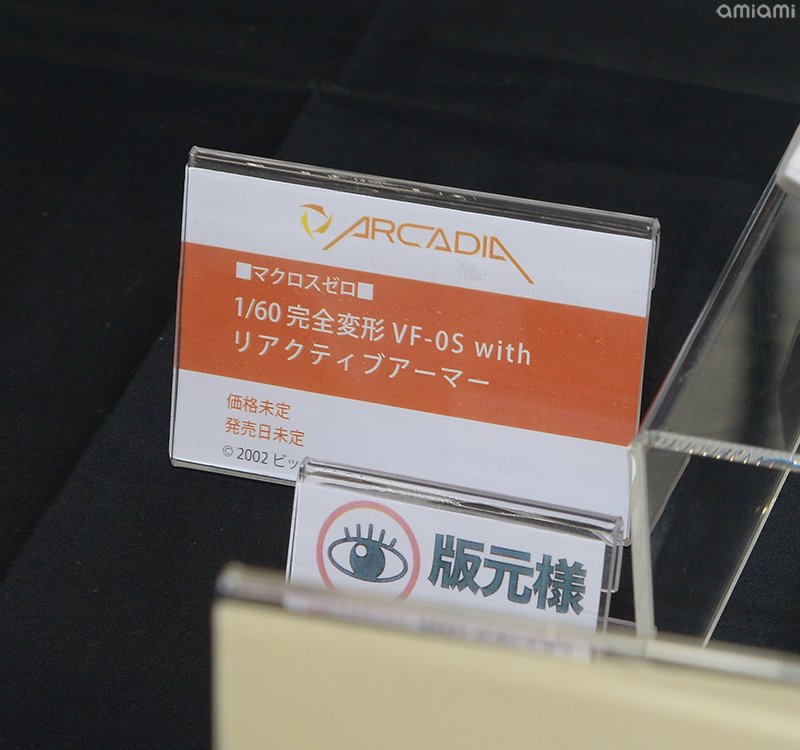 amiami
ARCADIA
■マクロスゼロ■
1/60 完全変形 VF-0S with
リアクティブアーマー
価格未定
発売日未定
© 2002 ビッ
版元様